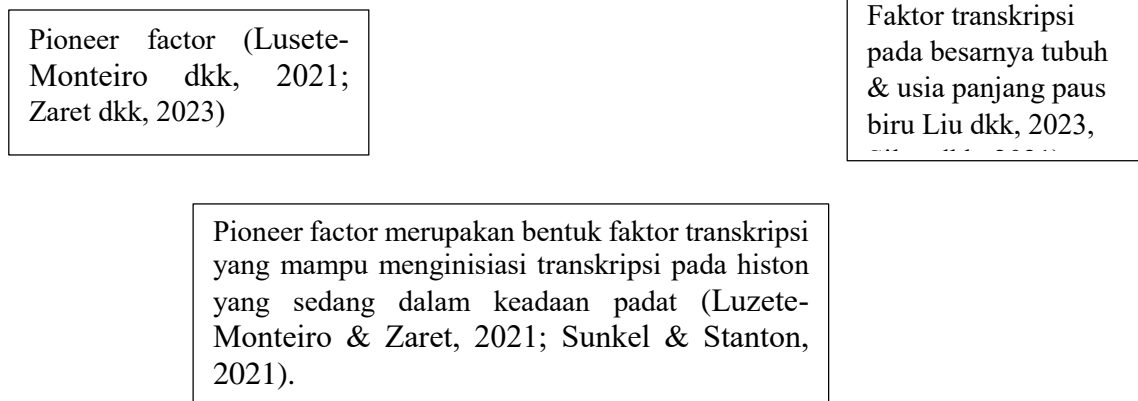 Pioneer factor (Lusete-
Monteiro dkk, 2021;
Zaret dkk, 2023)
Faktor transkripsi
pada besarnya tubuh
& usia panjang paus
biru Liu dkk, 2023,
Pioneer factor merupakan bentuk faktor transkripsi
yang mampu menginisiasi transkripsi pada histon
yang sedang dalam keadaan padat (Luzete-
Monteiro & Zaret, 2021; Sunkel & Stanton,
2021).